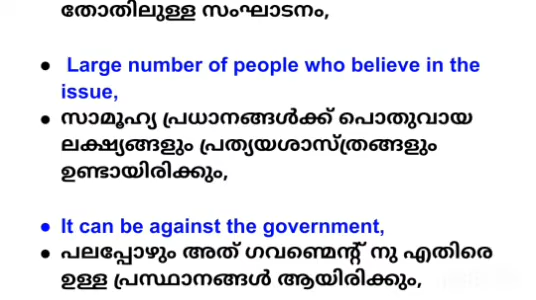 തോതിലുള്ള സംഘാടനം,
● Large number of people who believe in the
issue,
● സാമൂഹ്യ പ്രധാനങ്ങൾക്ക് പൊതുവായ
ലക്ഷ്യങ്ങളും പ്രത്യയശാസ്ത്രങ്ങളും
ഉണ്ടായിരിക്കും,
● It can be against the government,
● പലപ്പോഴും അത് ഗവണ്മെന്റ് നു എതിരെ
ഉള്ള പ്രസ്ഥാനങ്ങൾ ആയിരിക്കും,